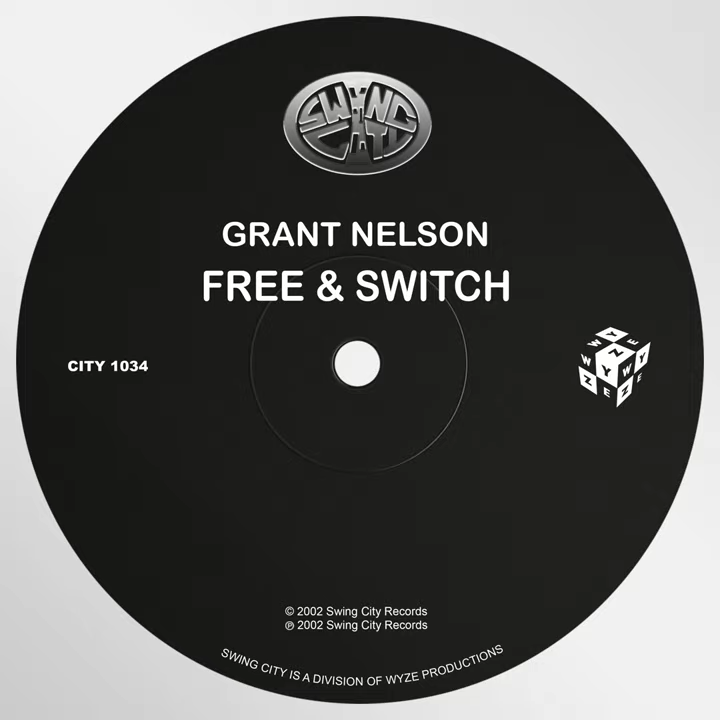 SWING
CITY
GRANT NELSON
FREE & SWITCH
CITY 1034
WYZE
© 2002 Swing City Records
℗ 2002 Swing City Records
SWING CITY IS A DIVISION OF WYZE PRODUCTIONS